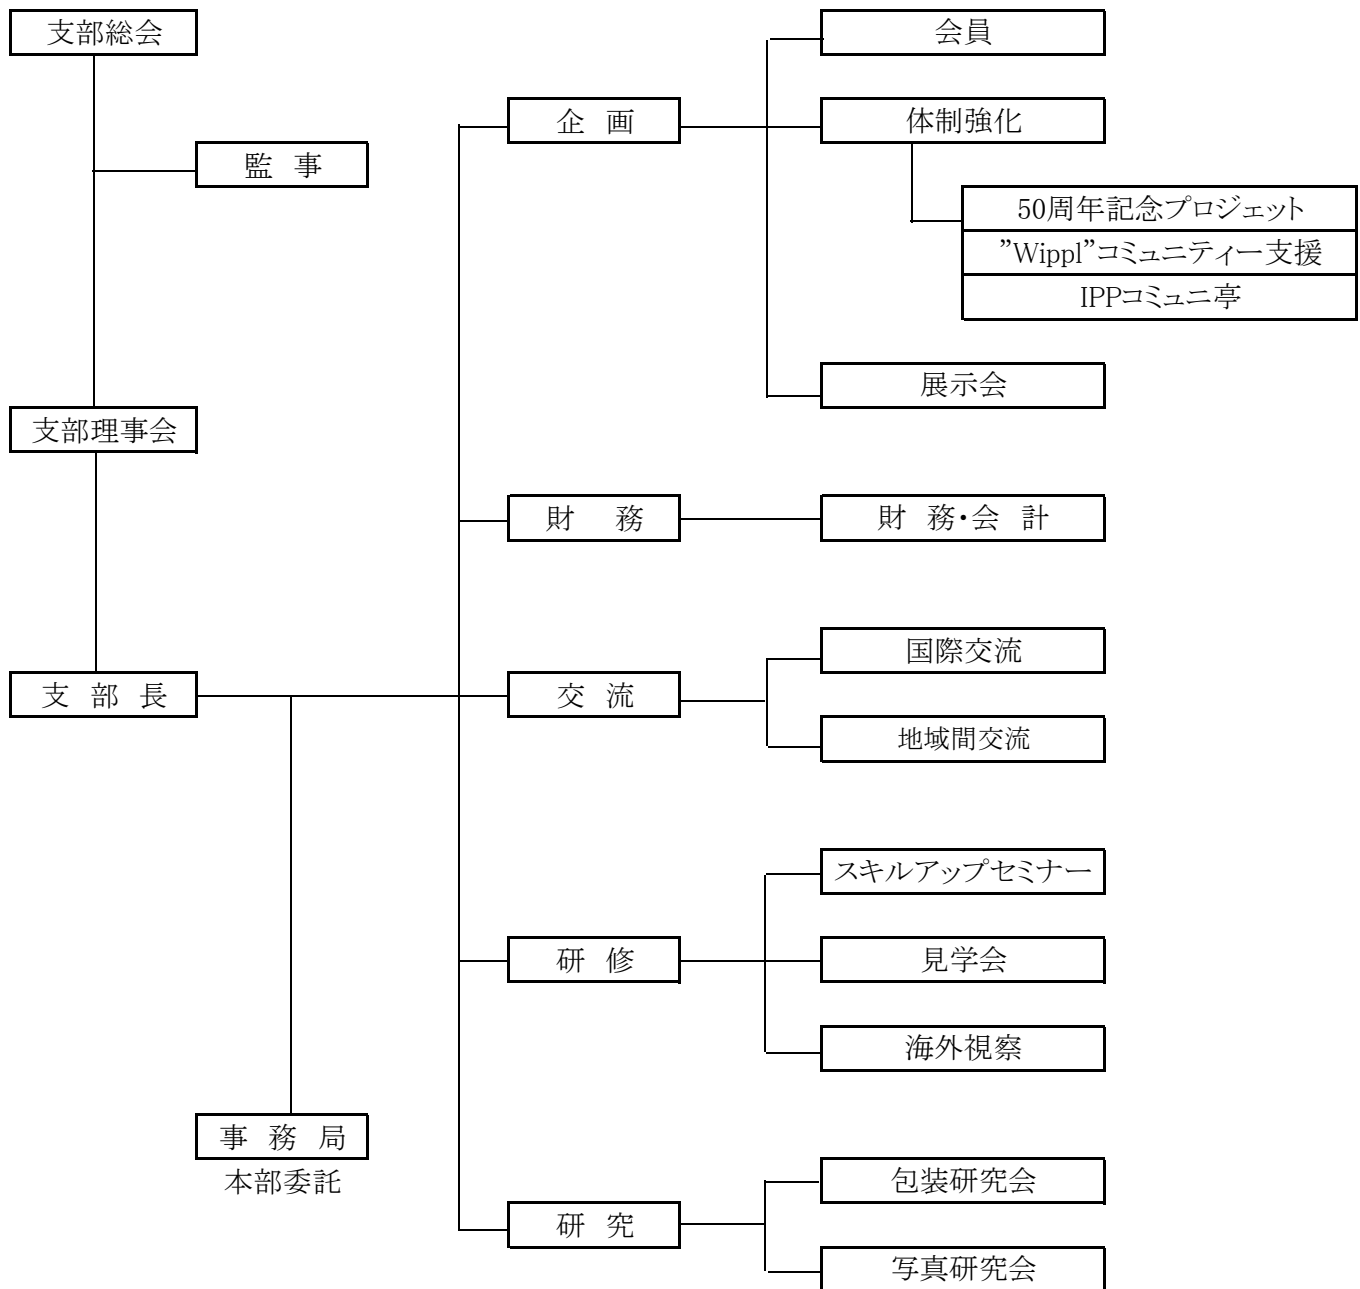 支部総会
監　事
支部理事会
支　部　長
事　務　局
本部委託
企　画
会員
体制強化
50周年記念プロジェット
”Wippl”コミュニティー支援
IPPコミュニ亭
展示会
財　　務
財　務・会　計
交　流
国際交流
地域間交流
研　修
スキルアップセミナー
見学会
海外視察
研　究
包装研究会
写真研究会